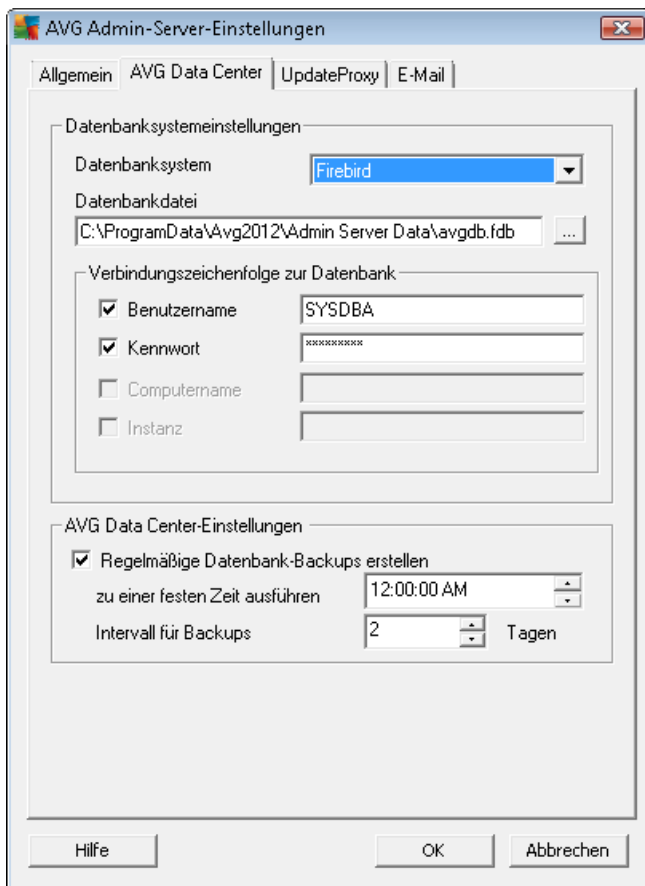 AVG Admin-Server-Einstellungen
Allgemein AVG Data Center UpdateProxy E-Mail
Datenbanksystemeinstellungen
Datenbanksystem Firebird
Datenbankdatei
C:\ProgramData\Avg2012\Admin Server Data\avgdb.fdb ...
Verbindungszeichenfolge zur Datenbank
Benutzername SYSDBA
Kennwort *********
Computername
Instanz
AVG Data Center-Einstellungen
Regelmäßige Datenbank-Backups erstellen
zu einer festen Zeit ausführen 12:00:00 AM
Intervall für Backups 2 Tagen
Hilfe OK Abbrechen